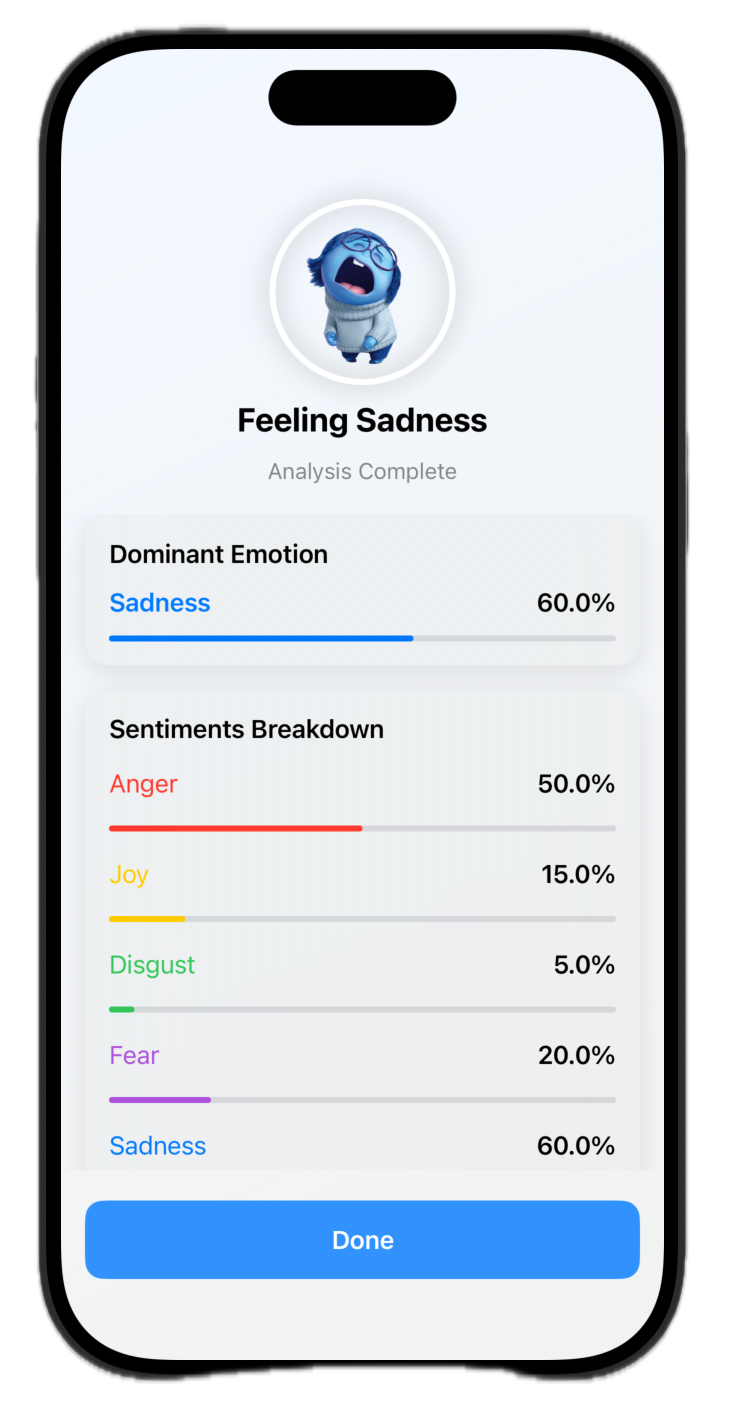 Feeling Sadness
Analysis Complete
Dominant Emotion
Sadness 60.0%
Sentiments Breakdown
Anger 50.0%
Joy 15.0%
Disgust 5.0%
Fear 20.0%
Sadness 60.0%
Done